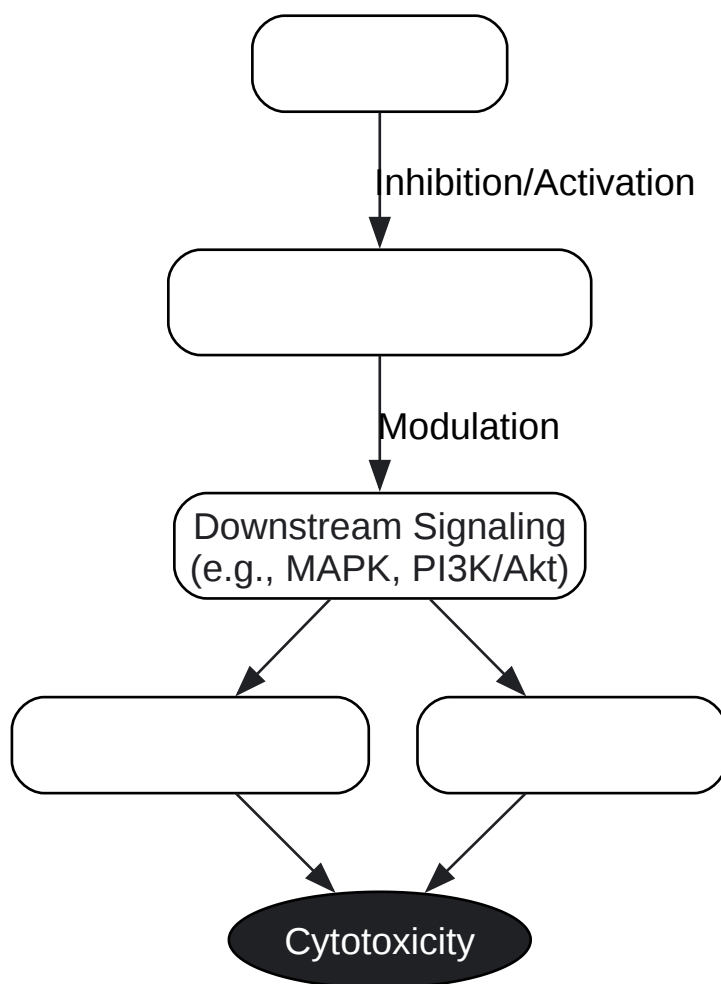 Inhibition/Activation
Modulation
Downstream Signaling
(e.g., MAPK, PI3K/Akt)
Cytotoxicity